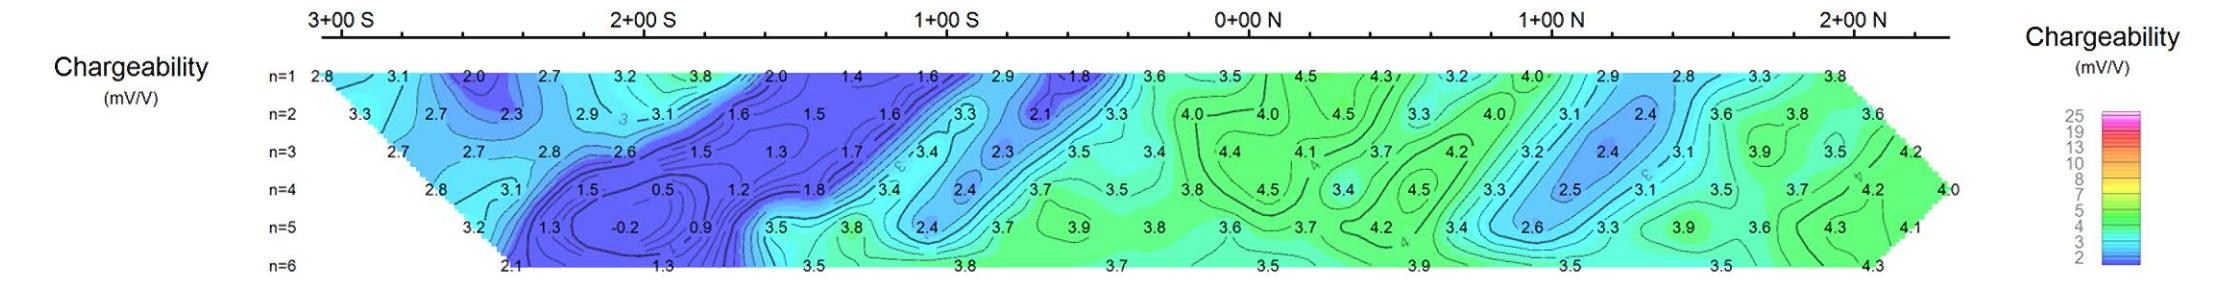 3+00 S 2+00 S 1+00 S 0+00 N 1+00 N 2+00 N
Chargeability
(mV/V)
n=1 2.8 3.1 2.0 2.7 3.2 3.8 2.0 1.4 1.6 2.9 1.8 3.6 3.5 4.5 4.3 3.2 4.0 2.9 2.8 3.3 3.8
n=2 3.3 2.7 2.3 2.9 3 3.1 1.6 1.5 1.6 3.3 2.1 3.3 4.0 4.0 4.5 3.3 4.0 3.1 2.4 3.6 3.8 3.6
n=3 2.7 2.7 2.8 2.6 1.5 1.3 1.7 3.4 2.3 3.5 3.4 4.4 4.1 3.7 4.2 3.2 2.4 3.1 3.9 3.5 4.2
3 4 3 4
n=4 2.8 3.1 1.5 0.5 1.2 1.8 3.4 2.4 3.7 3.5 3.8 4.5 3.4 4.5 3.3 2.5 3.1 3.5 3.7 4.2 4.0
n=5 3.2 1.3 -0.2 0.9 3.5 3.8 2.4 3.7 3.9 3.8 3.6 3.7 4.2 3.4 2.6 3.3 3.9 3.6 4.3 4.1
1 4
n=6 2.1 1.3 3.5 3.8 3.7 3.5 3.9 3.5 3.5 4.3
Chargeability
(mV/V)
25
19
13
10
8
7
5
4
3
2